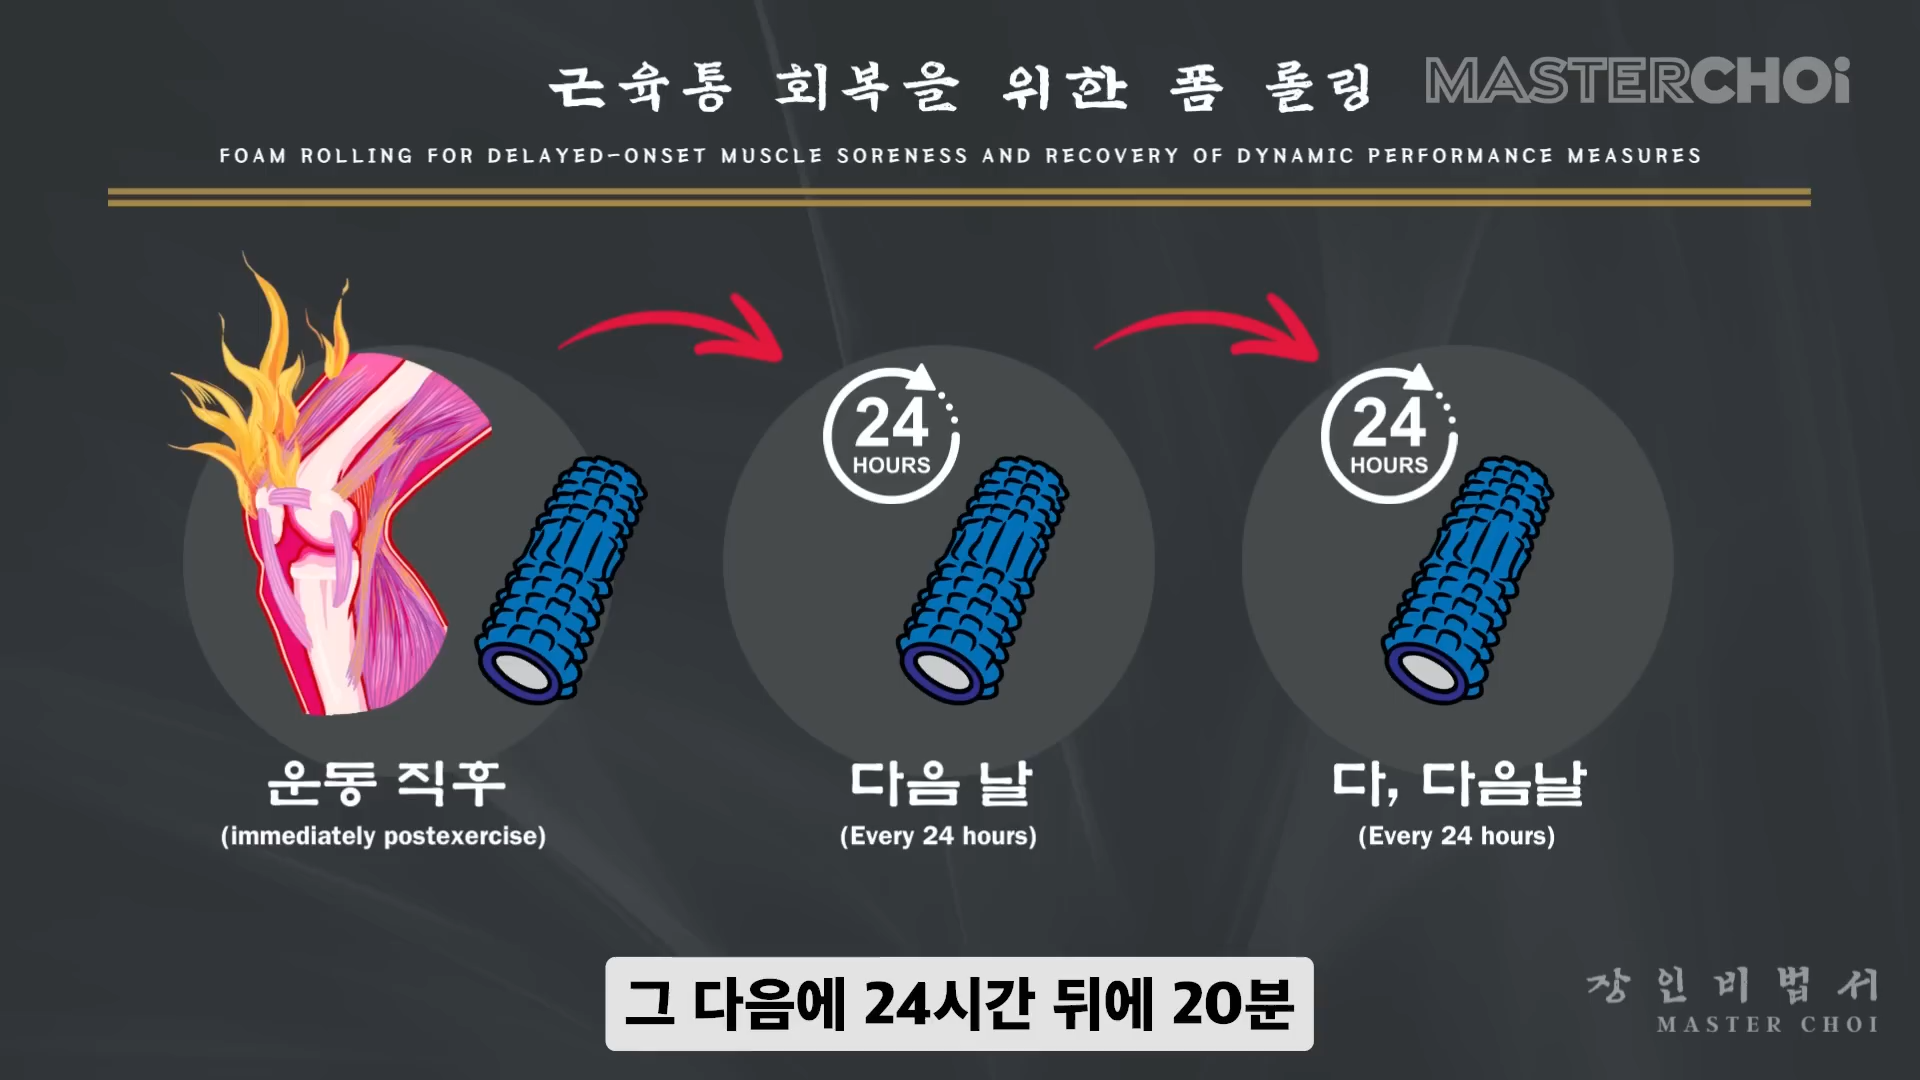 근육통 회복을 위한 폼 롤링
MASTERCHOi
FOAM ROLLING FOR DELAYED-ONSET MUSCLE SORENESS AND RECOVERY OF DYNAMIC PERFORMANCE MEASURES
24
HOURS
24
HOURS
운동 직후
(immediately postexercise)
다음 날
(Every 24 hours)
다, 다음날
(Every 24 hours)
그 다음에 24시간 뒤에 20분
장인비법서
MASTER CHOI